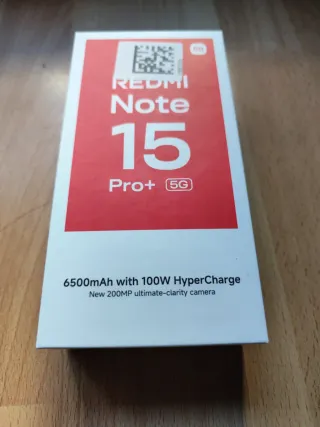 REDMI
Note
15
Pro+ 5G
6500mAh with 100W HyperCharge
New 200MP ultimate-clarity camera